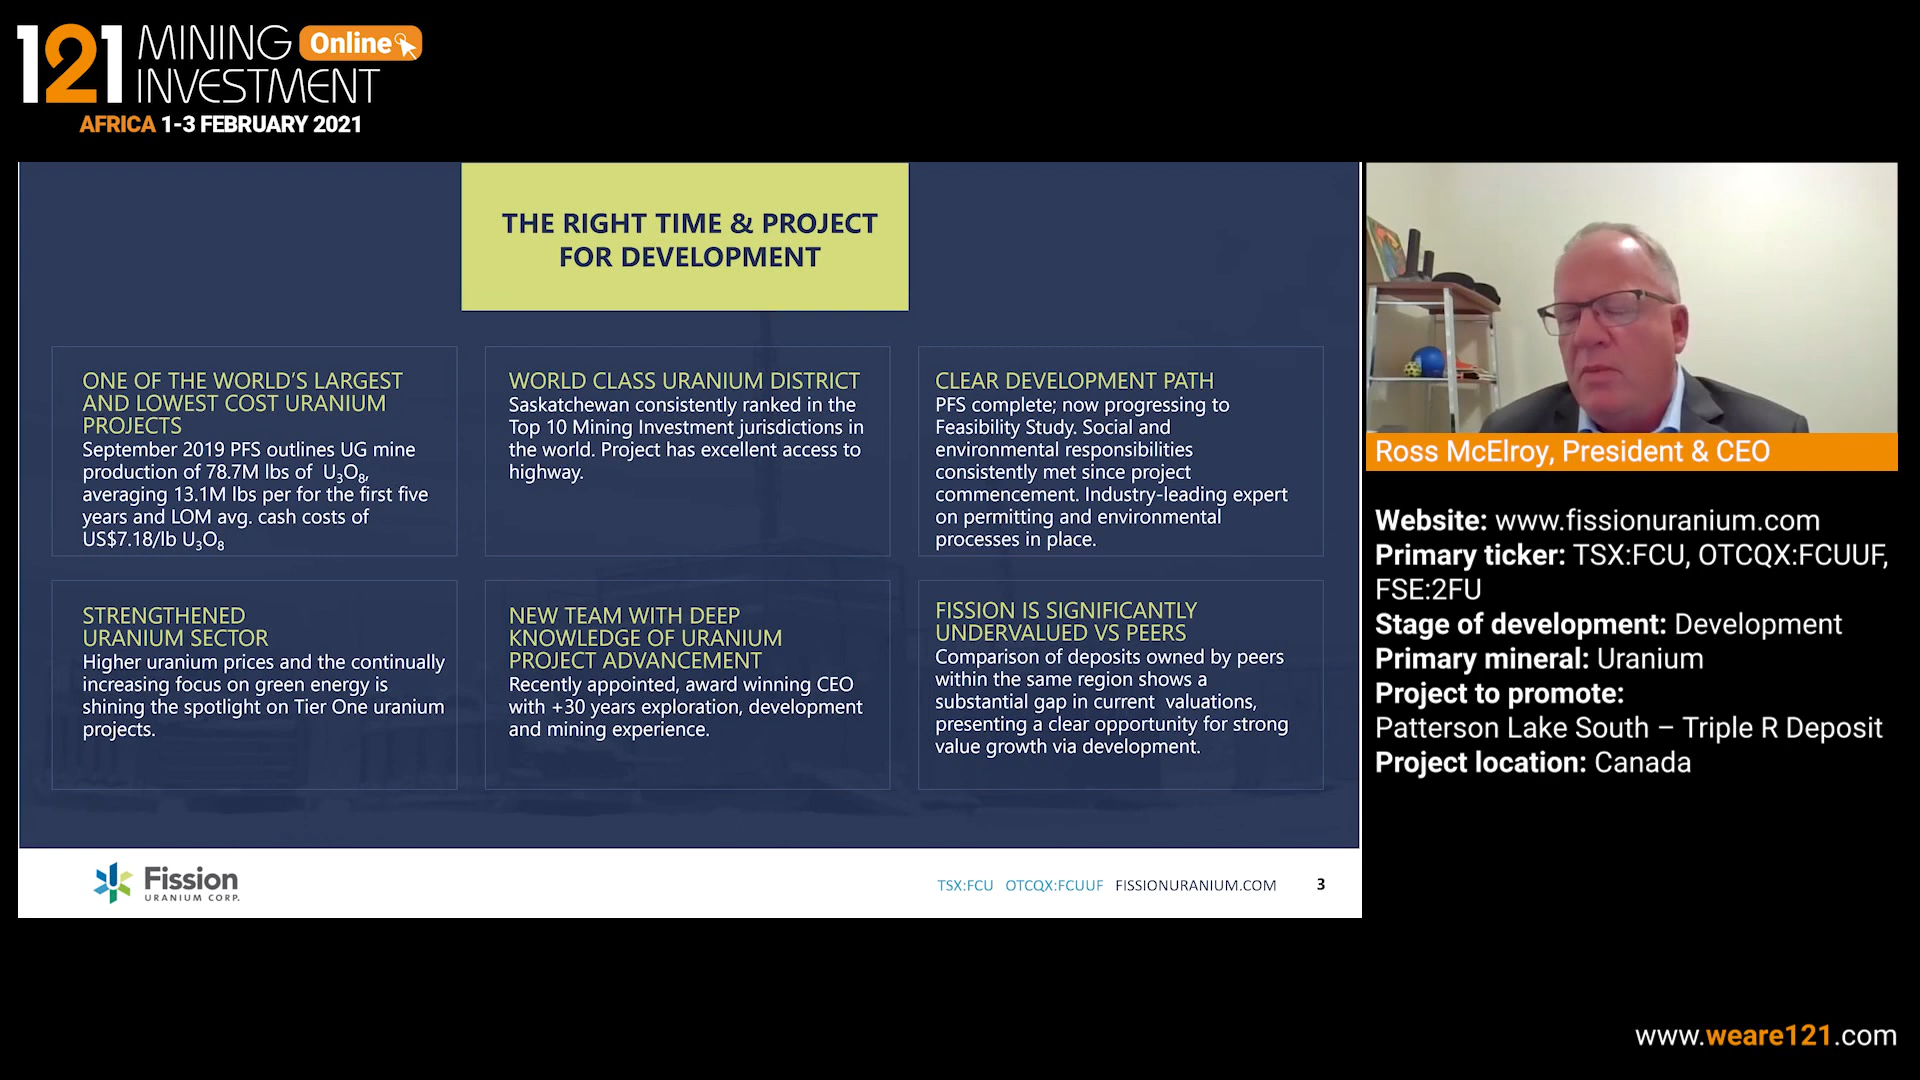 121 MINING Online
INVESTMENT
AFRICA 1-3 FEBRUARY 2021
THE RIGHT TIME & PROJECT
FOR DEVELOPMENT
ONE OF THE WORLD'S LARGEST
AND LOWEST COST URANIUM
PROJECTS
September 2019 PFS outlines UG mine
production of 78.7M lbs of U₃O₈,
averaging 13.1M lbs per for the first five
years and LOM avg. cash costs of
US$7.18/lb U₃O₈
WORLD CLASS URANIUM DISTRICT
Saskatchewan consistently ranked in the
Top 10 Mining Investment jurisdictions in
the world. Project has excellent access to
highway.
CLEAR DEVELOPMENT PATH
PFS complete; now progressing to
Feasibility Study. Social and
environmental responsibilities
consistently met since project
commencement. Industry-leading expert
on permitting and environmental
processes in place.
STRENGTHENED
URANIUM SECTOR
Higher uranium prices and the continually
increasing focus on green energy is
shining the spotlight on Tier One uranium
projects.
NEW TEAM WITH DEEP
KNOWLEDGE OF URANIUM
PROJECT ADVANCEMENT
Recently appointed, award winning CEO
with +30 years exploration, development
and mining experience.
FISSION IS SIGNIFICANTLY
UNDERVALUED VS PEERS
Comparison of deposits owned by peers
within the same region shows a
substantial gap in current valuations,
presenting a clear opportunity for strong
value growth via development.
Fission
URANIUM CORP.
TSX:FCU OTCQX:FCUUF FISSIONURANIUM.COM 3
Ross McElroy, President & CEO
Website: www.fissionuranium.com
Primary ticker: TSX:FCU, OTCQX:FCUUF,
FSE:2FU
Stage of development: Development
Primary mineral: Uranium
Project to promote:
Patterson Lake South – Triple R Deposit
Project location: Canada
www.weare121.com